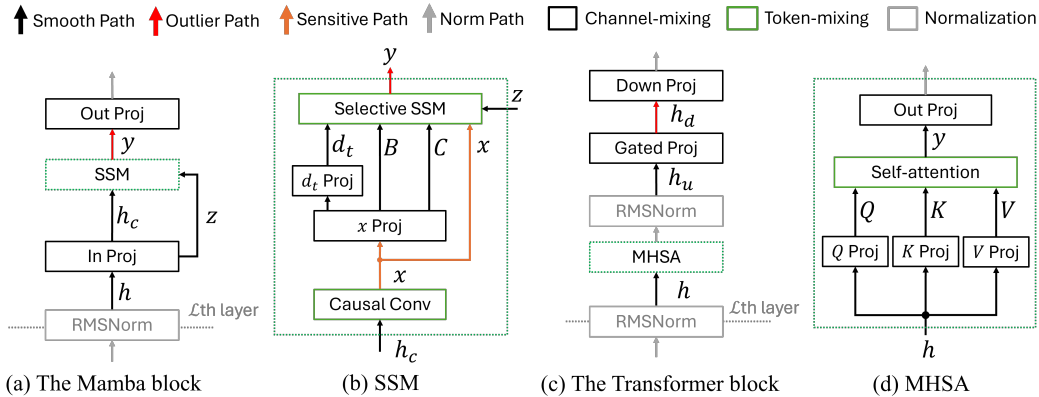 Smooth Path Outlier Path Sensitive Path Norm Path Channel-mixing Token-mixing Normalization
Out Proj
y
SSM
h_c
z
In Proj
h
ℒth layer
RMSNorm
(a) The Mamba block
y
Selective SSM
z
d_t
B
C
x
d_t Proj
x Proj
x
Causal Conv
h_c
(b) SSM
Down Proj
h_d
Gated Proj
h_u
RMSNorm
MHSA
h
ℒth layer
RMSNorm
(c) The Transformer block
Out Proj
y
Self-attention
Q
K
V
Q Proj
K Proj
V Proj
h
(d) MHSA